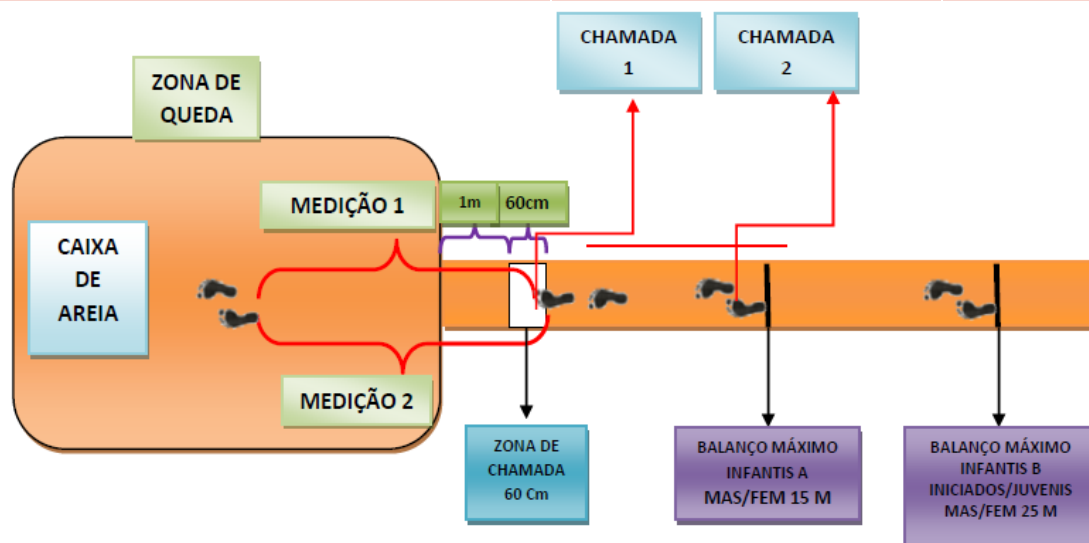 CHAMADA
1
CHAMADA
2
ZONA DE
QUEDA
MEDIÇÃO 1
1m
60cm
CAIXA
DE
AREIA
MEDIÇÃO 2
ZONA DE
CHAMADA
60 Cm
BALANÇO MÁXIMO
INFANTIS A
MAS/FEM 15 M
BALANÇO MÁXIMO
INFANTIS B
INICIADOS/JUVENIS
MAS/FEM 25 M